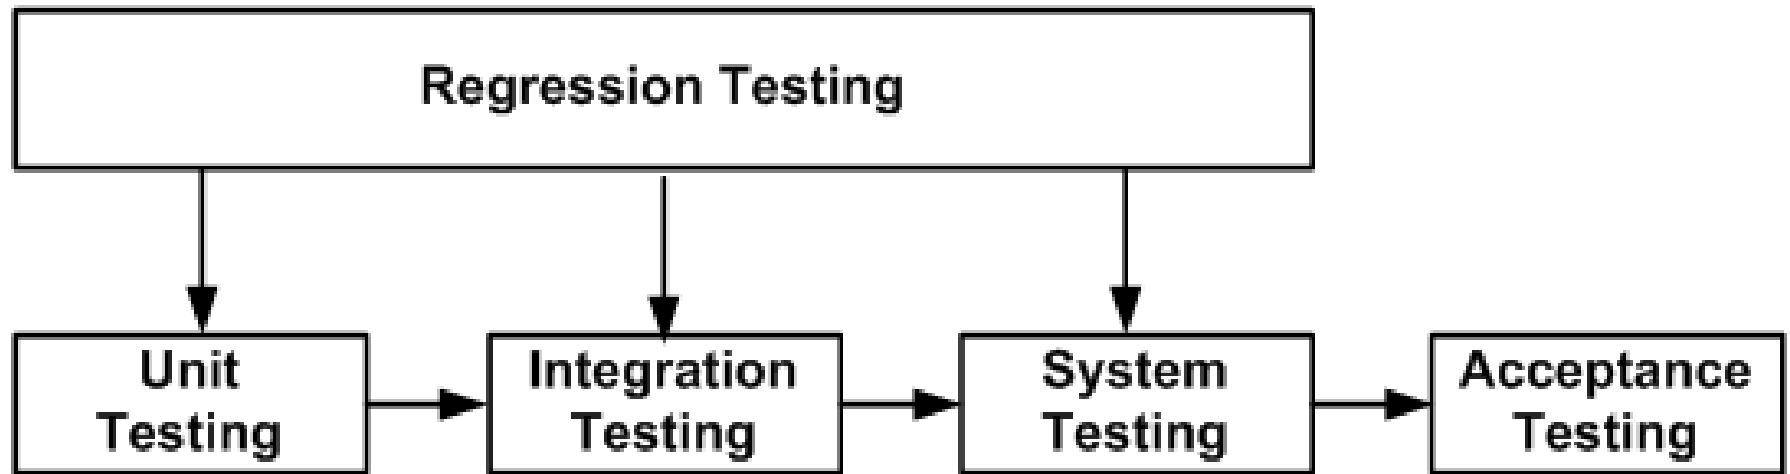 Regression Testing
Unit
Testing
Integration
Testing
System
Testing
Acceptance
Testing